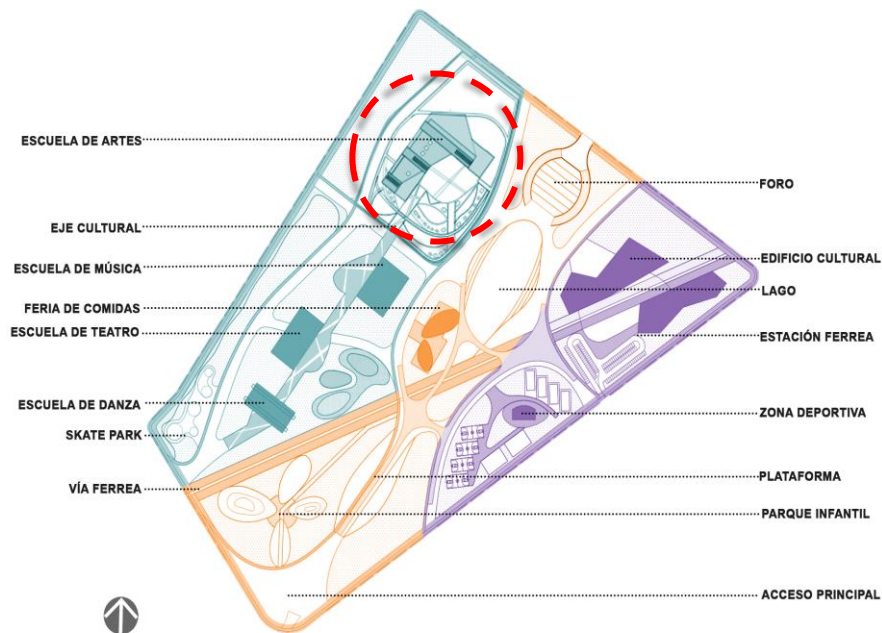 ESCUELA DE ARTES
EJE CULTURAL
ESCUELA DE MÚSICA
FERIA DE COMIDAS
ESCUELA DE TEATRO
ESCUELA DE DANZA
SKATE PARK
VÍA FERREA
FORO
EDIFICIO CULTURAL
LAGO
ESTACIÓN FERREA
ZONA DEPORTIVA
PLATAFORMA
PARQUE INFANTIL
ACCESO PRINCIPAL